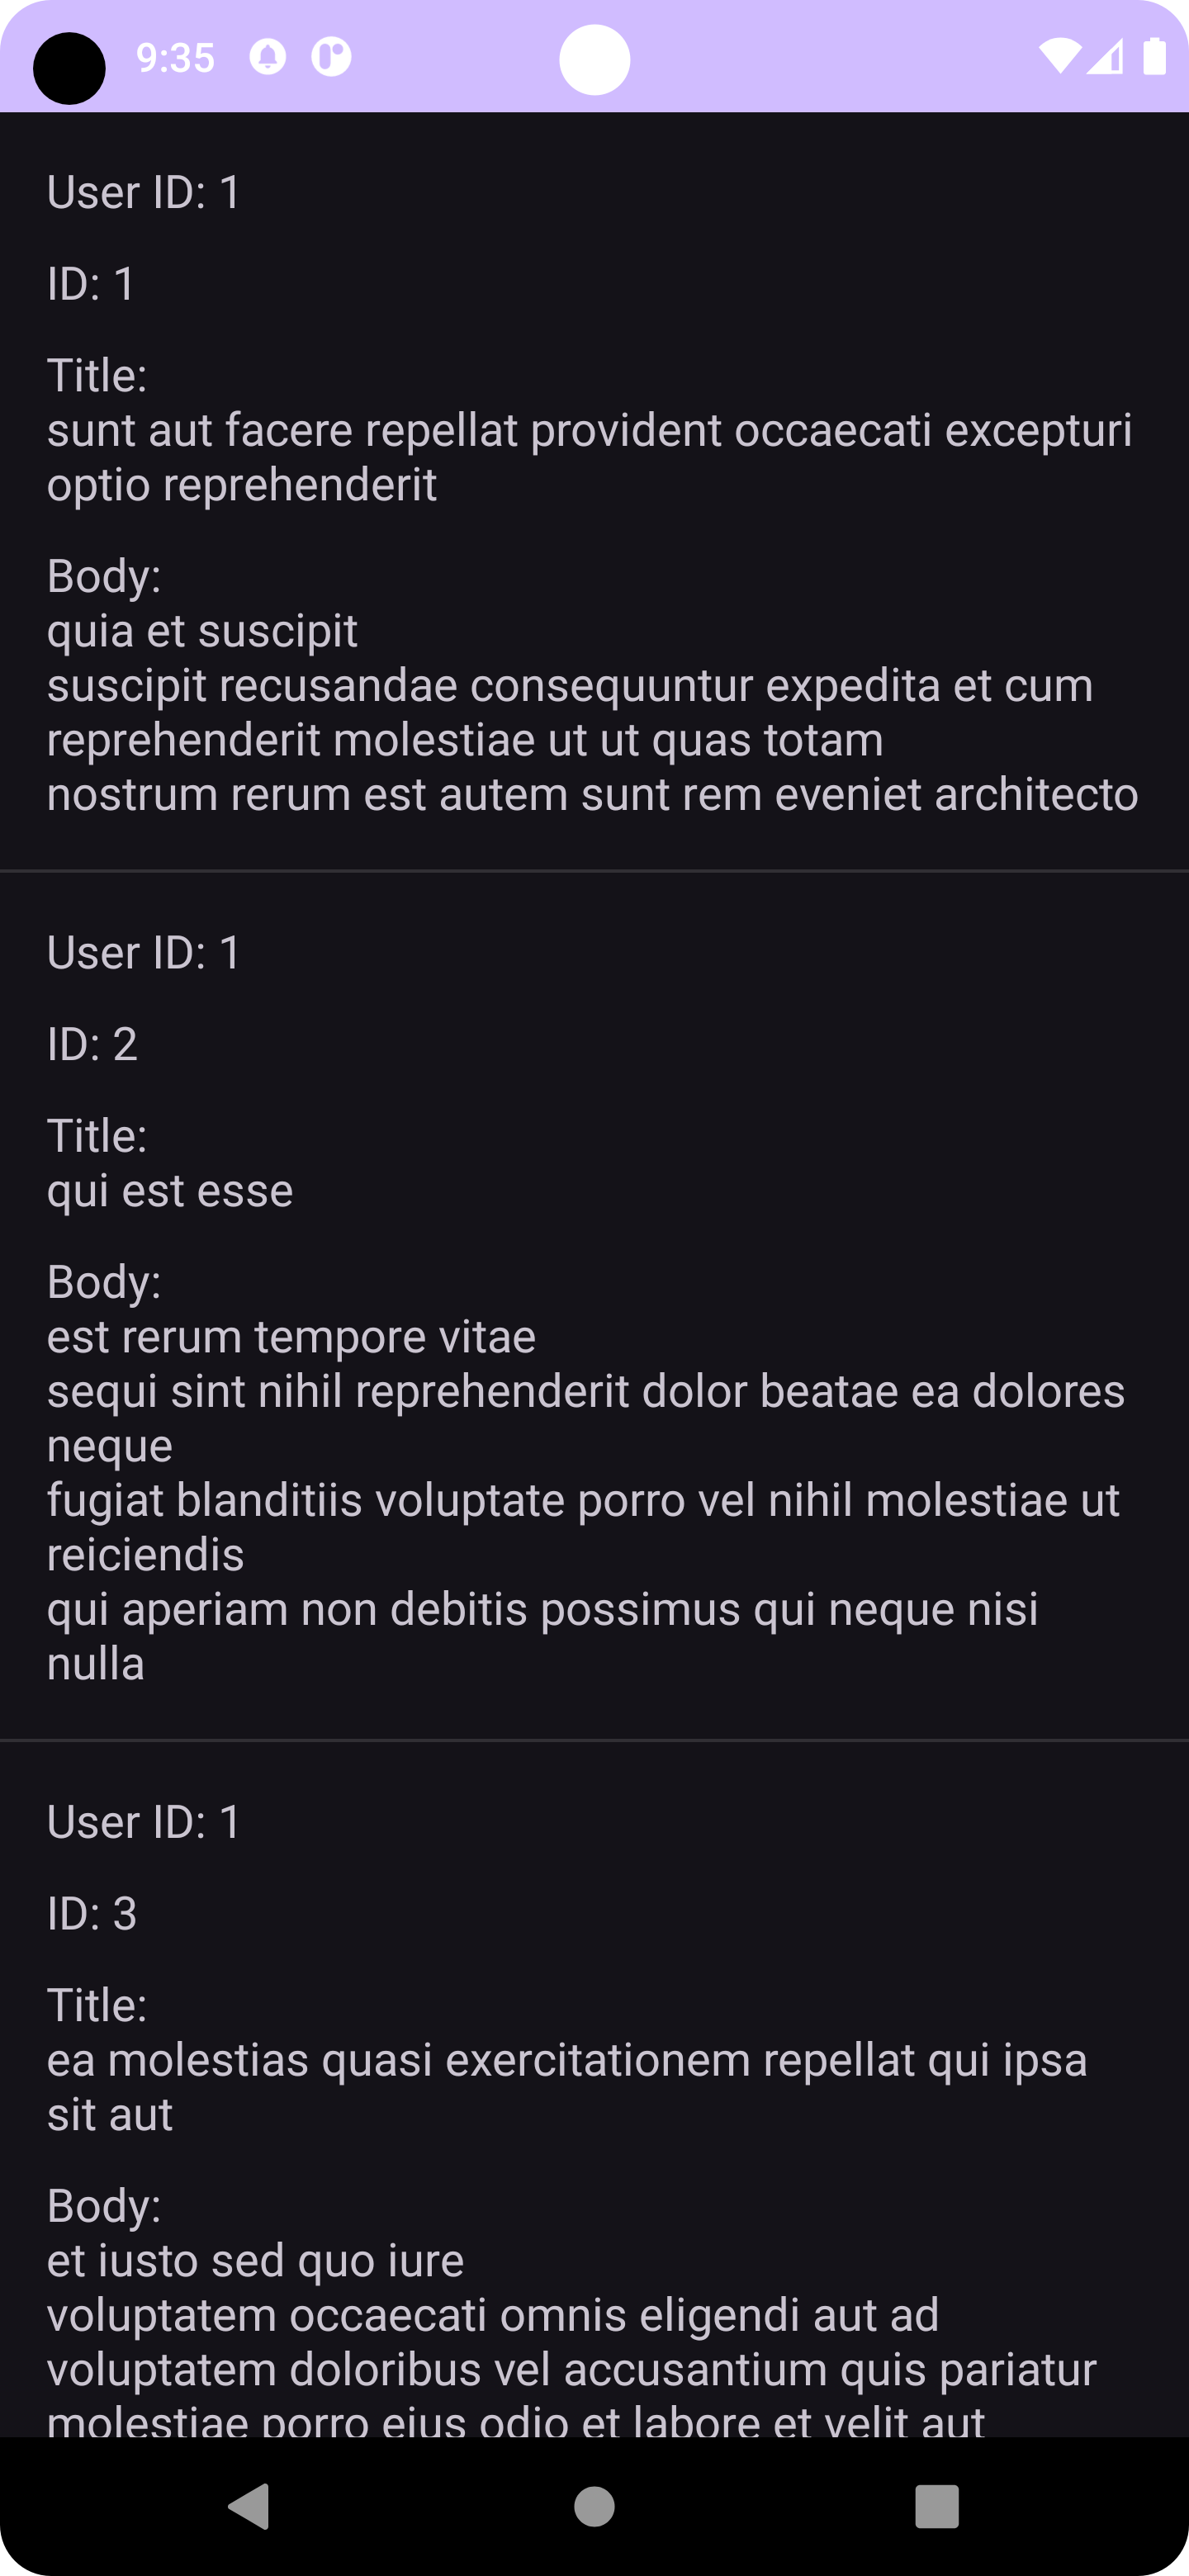 9:35
User ID: 1
ID: 1
Title:
sunt aut facere repellat provident occaecati excepturi
optio reprehenderit
Body:
quia et suscipit
suscipit recusandae consequuntur expedita et cum
reprehenderit molestiae ut ut quas totam
nostrum rerum est autem sunt rem eveniet architecto
User ID: 1
ID: 2
Title:
qui est esse
Body:
est rerum tempore vitae
sequi sint nihil reprehenderit dolor beatae ea dolores
neque
fugiat blanditiis voluptate porro vel nihil molestiae ut
reiciendis
qui aperiam non debitis possimus qui neque nisi
nulla
User ID: 1
ID: 3
Title:
ea molestias quasi exercitationem repellat qui ipsa
sit aut
Body:
et iusto sed quo iure
voluptatem occaecati omnis eligendi aut ad
voluptatem doloribus vel accusantium quis pariatur
molestiae porro eius odio et labore et velit aut